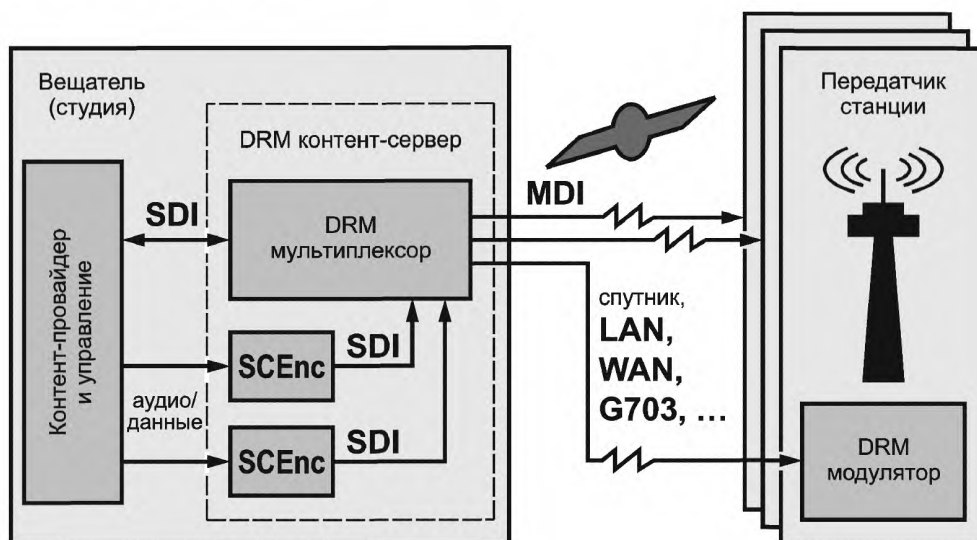 Вещатель
(студия)
DRM контент-сервер
Контент-провайдер
и управление
SDI
DRM
мультиплексор
SCEnc
SDI
аудио/
данные
SCEnc
SDI
MDI
спутник,
LAN,
WAN,
G703, ...
Передатчик
станции
DRM
модулятор